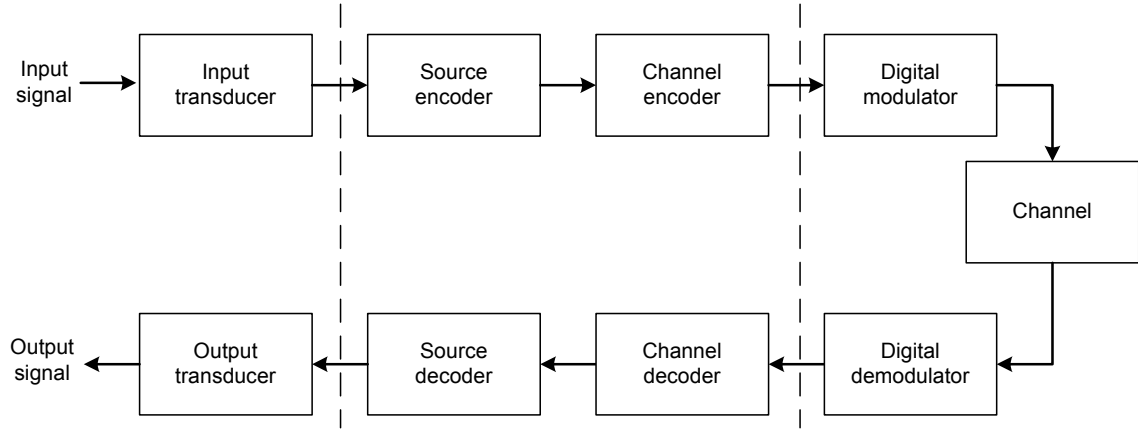 Input
signal
Input
transducer
Source
encoder
Channel
encoder
Digital
modulator
Channel
Output
signal
Output
transducer
Source
decoder
Channel
decoder
Digital
demodulator